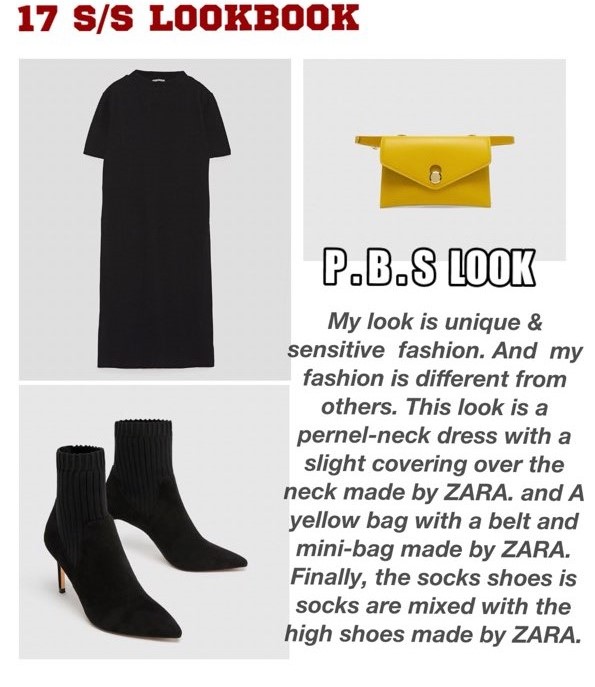 17 S/S LOOKBOOK
P.B.S LOOK
My look is unique &
sensitive fashion. And my
fashion is different from
others. This look is a
pernel-neck dress with a
slight covering over the
neck made by ZARA. and A
yellow bag with a belt and
mini-bag made by ZARA.
Finally, the socks shoes is
socks are mixed with the
high shoes made by ZARA.